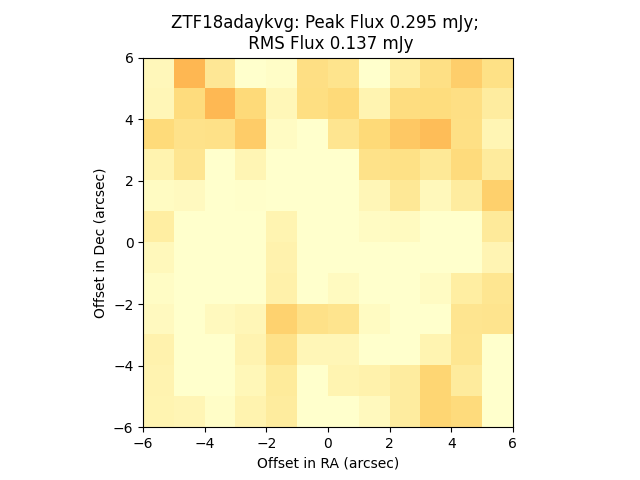 ZTF18adaykvg: Peak Flux 0.295 mJy;
RMS Flux 0.137 mJy
6
4
2
0
−2
−4
−6
Offset in Dec (arcsec)
−6 −4 −2 0 2 4 6
Offset in RA (arcsec)